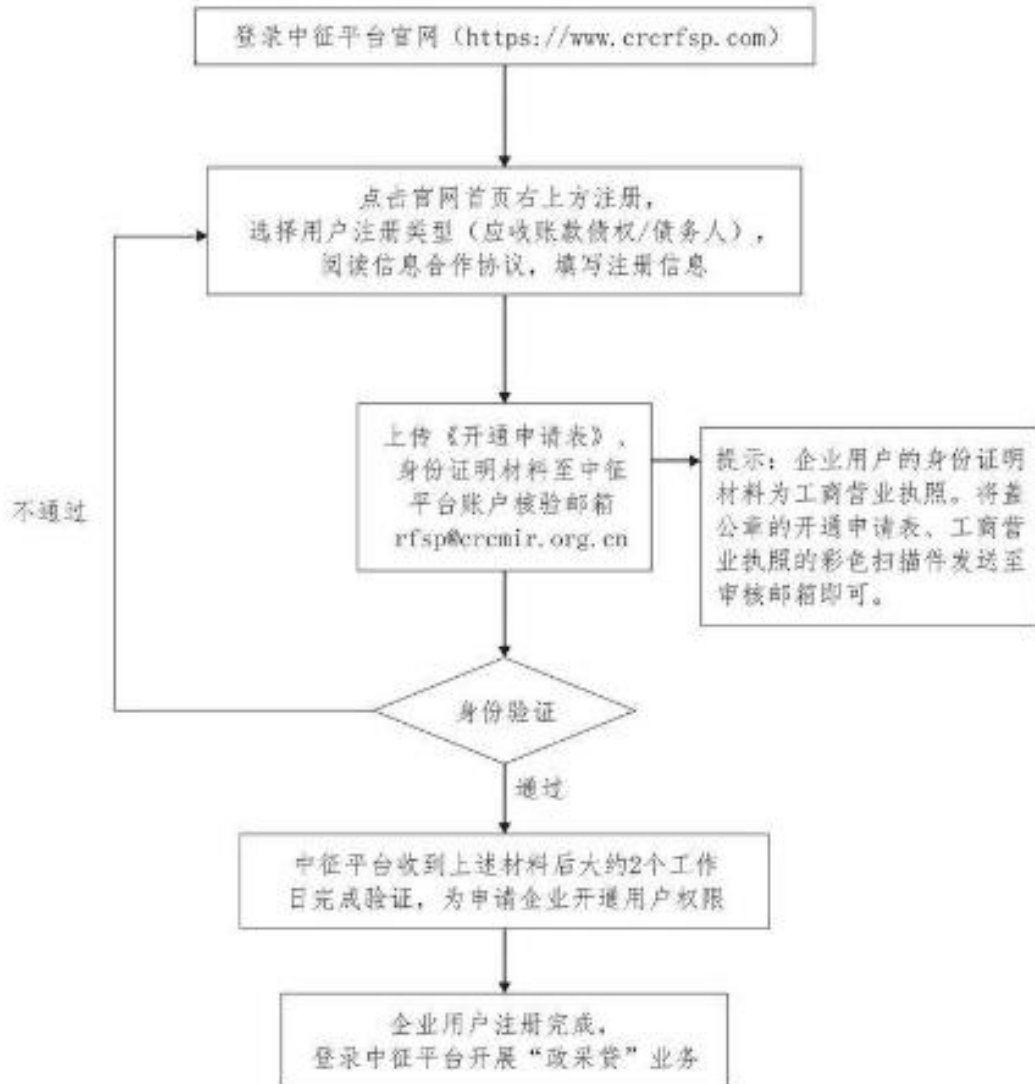 登录中征平台官网（https://www.crcrfsp.com）
点击官网首页右上方注册，
选择用户注册类型（应收账款债权/债务人），
阅读信息合作协议，填写注册信息
上传《开通申请表》、
身份证明材料至中征
平台账户核验邮箱
rfsp@crcmir.org.cn
提示：企业用户的身份证明
材料为工商营业执照。将盖
公章的开通申请表、工商营
业执照的彩色扫描件发送至
审核邮箱即可。
不通过
身份验证
通过
中征平台收到上述材料后大约2个工作
日完成验证，为申请企业开通用户权限
企业用户注册完成，
登录中征平台开展“政采贷”业务